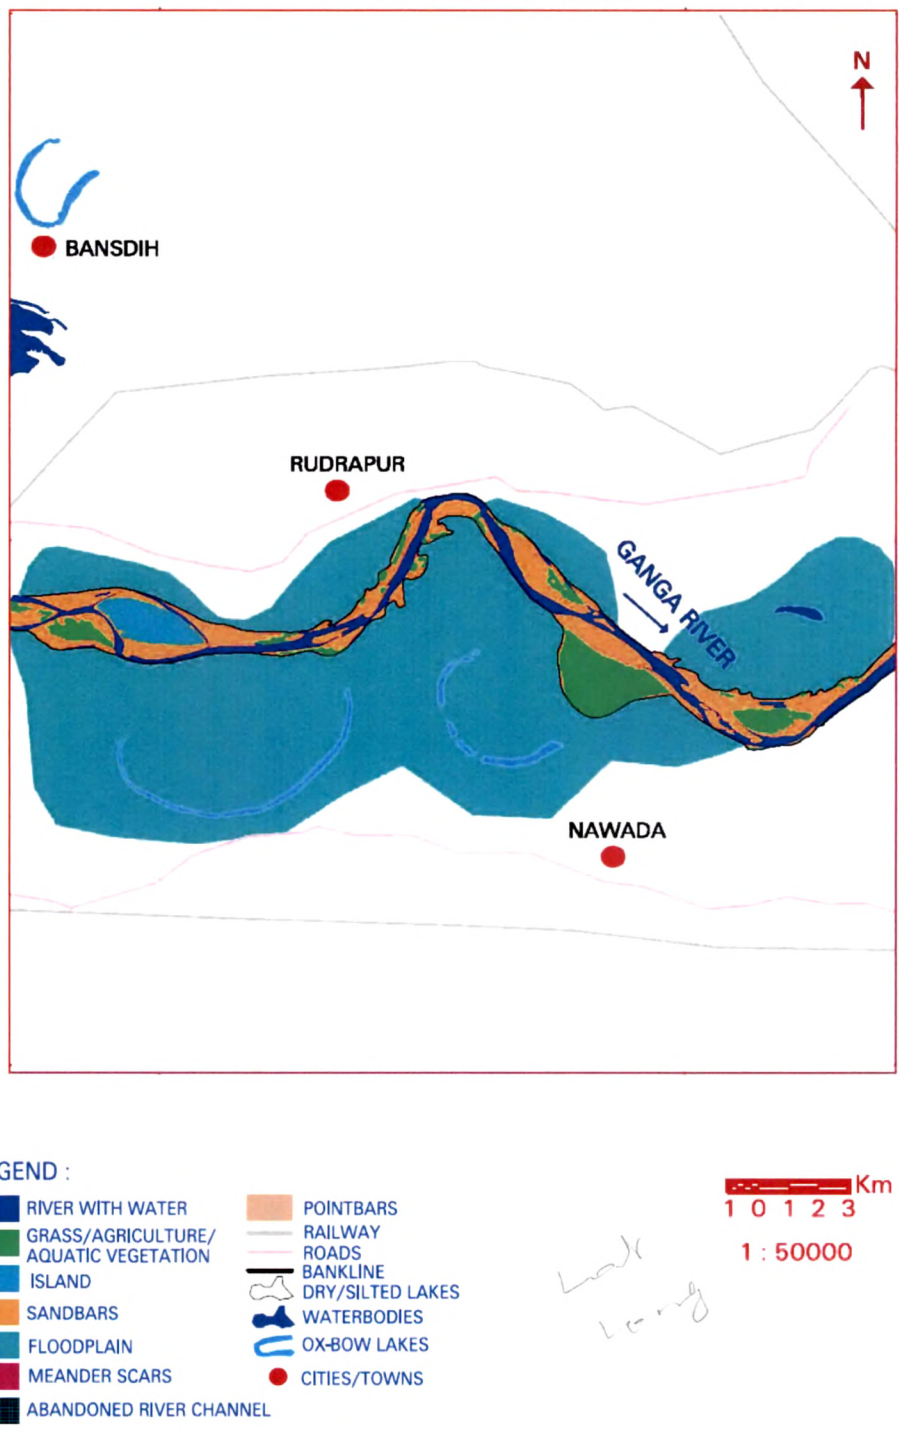 N
BANSDIH
RUDRAPUR
GANGA RIVER
NAWADA
GEND :
RIVER WITH WATER
GRASS/AGRICULTURE/
AQUATIC VEGETATION
ISLAND
SANDBARS
FLOODPLAIN
MEANDER SCARS
ABANDONED RIVER CHANNEL
POINTBARS
RAILWAY
ROADS
BANKLINE
DRY/SILTED LAKES
WATERBODIES
OX-BOW LAKES
CITIES/TOWNS
Km
1 0 1 2 3
1 : 50000